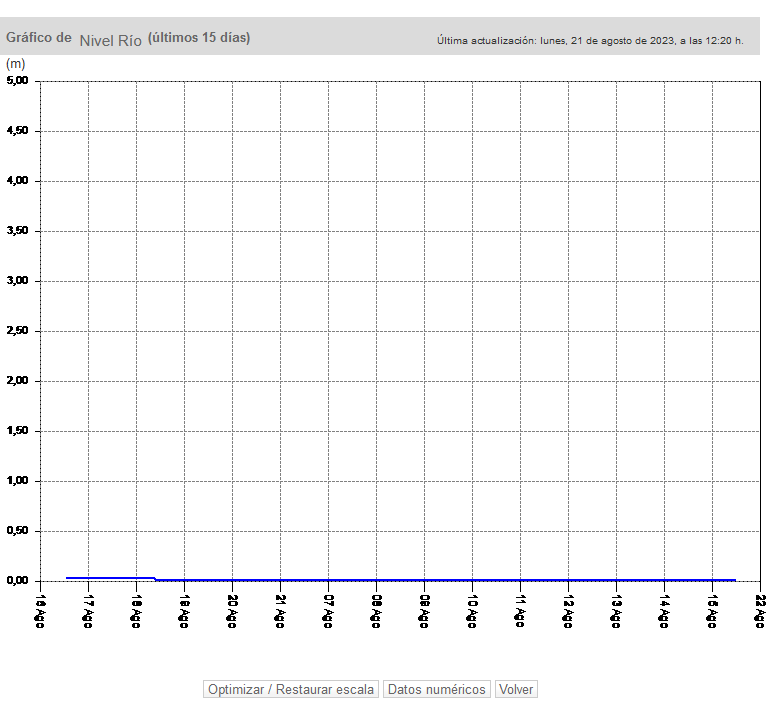 Gráfico de Nivel Río (últimos 15 días) Última actualización: lunes, 21 de agosto de 2023, a las 12:20 h.
(m)
5,00
4,50
4,00
3,50
3,00
2,50
2,00
1,50
1,00
0,50
0,00
16 Ago 17 Ago 18 Ago 19 Ago 20 Ago 21 Ago 07 Ago 08 Ago 09 Ago 10 Ago 11 Ago 12 Ago 13 Ago 14 Ago 15 Ago 22 Ago
Optimizar / Restaurar escala Datos numéricos Volver